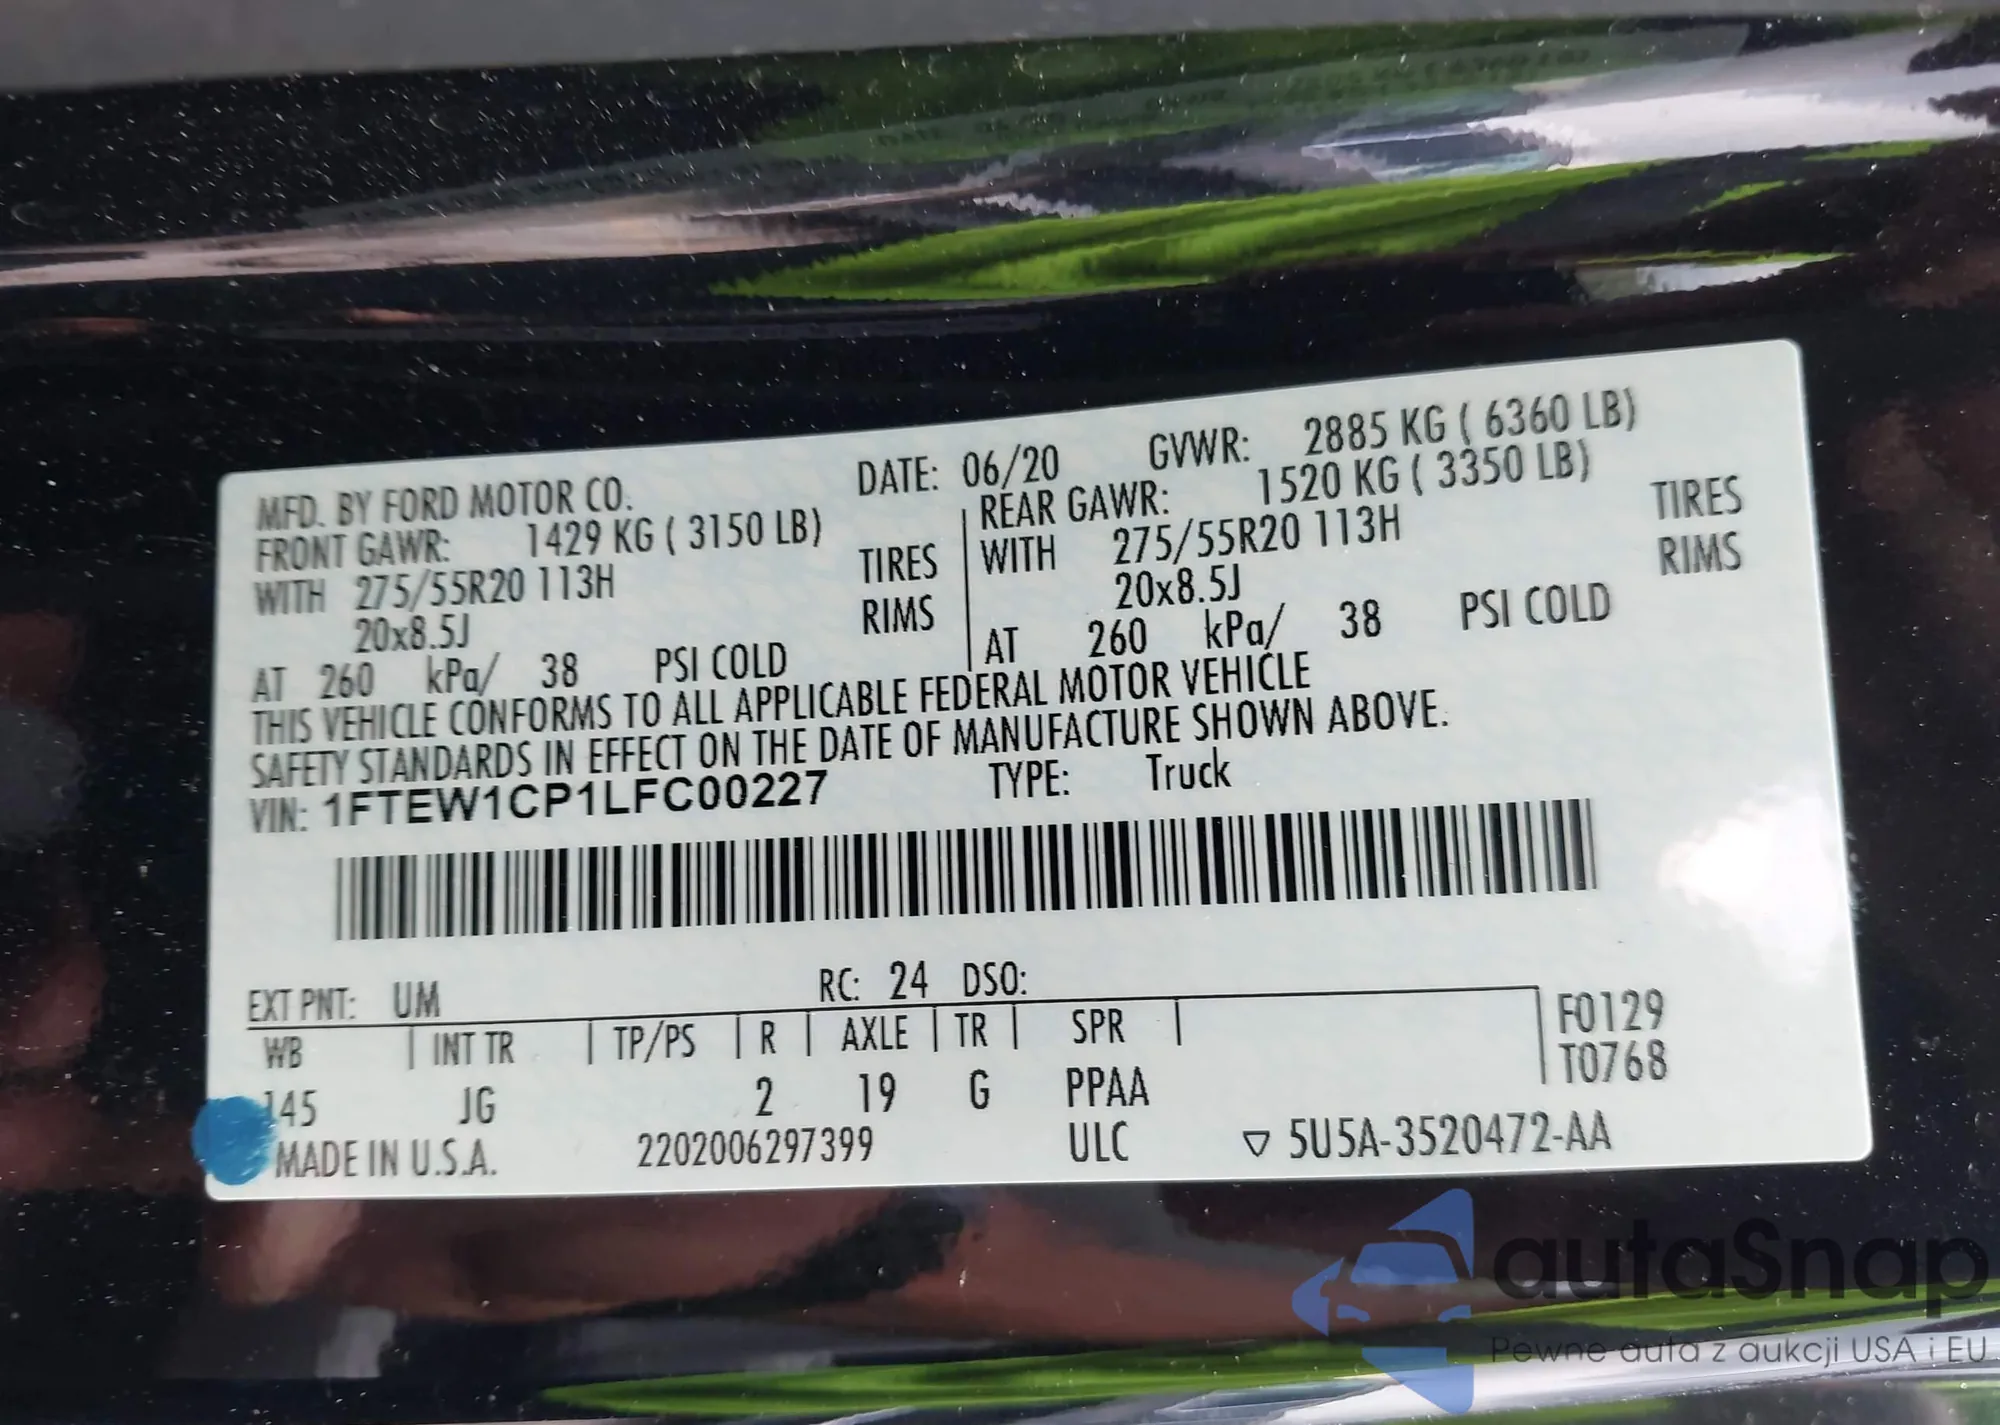 MFD. BY FORD MOTOR CO. DATE: 06/20 GVWR: 2885 KG ( 6360 LB)
FRONT GAWR: 1429 KG ( 3150 LB) REAR GAWR: 1520 KG ( 3350 LB)
WITH 275/55R20 113H TIRES WITH 275/55R20 113H TIRES
20x8.5J RIMS 20x8.5J RIMS
AT 260 kPa/ 38 PSI COLD AT 260 kPa/ 38 PSI COLD
THIS VEHICLE CONFORMS TO ALL APPLICABLE FEDERAL MOTOR VEHICLE
SAFETY STANDARDS IN EFFECT ON THE DATE OF MANUFACTURE SHOWN ABOVE.
VIN: 1FTEW1CP1LFC00227 TYPE: Truck
EXT PNT: UM RC: 24 DSO:
WB INT TR TP/PS R AXLE TR SPR F0129
T0768
145 JG 2 19 G PPAA
MADE IN U.S.A. 2202006297399 ULC ▽ 5U5A-3520472-AA
autaSnap
Pewne auta z aukcji USA i EU